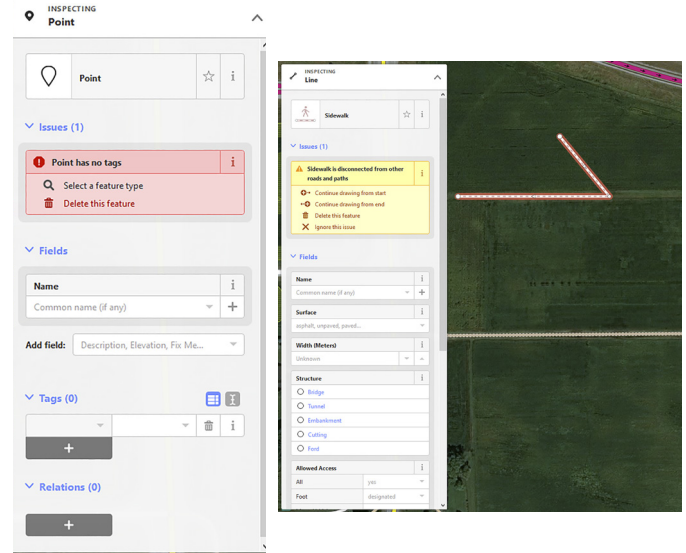 INSPECTING
Point
Point
i
Issues (1)
Point has no tags
i
Select a feature type
Delete this feature
Fields
Name
i
Common name (if any)
+
Add field:
Description, Elevation, Fix Me...
Tags (0)
i
+
Relations (0)
+
INSPECTING
Line
Sidewalk
i
Issues (1)
Sidewalk is disconnected from other
roads and paths
i
Continue drawing from start
Continue drawing from end
Delete this feature
Ignore this issue
Fields
Name
i
Common name (if any)
+
Surface
i
asphalt, unpaved, paved...
Width (Meters)
i
Unknown
Structure
i
Bridge
Tunnel
Embankment
Cutting
Ford
Allowed Access
i
All
yes
Foot
designated